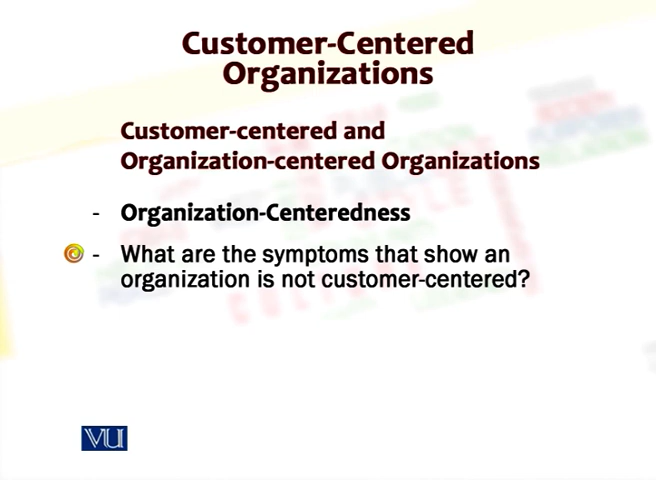 Customer-Centered
Organizations
Customer-centered and
Organization-centered Organizations
- Organization-Centeredness
- What are the symptoms that show an
organization is not customer-centered?
VU